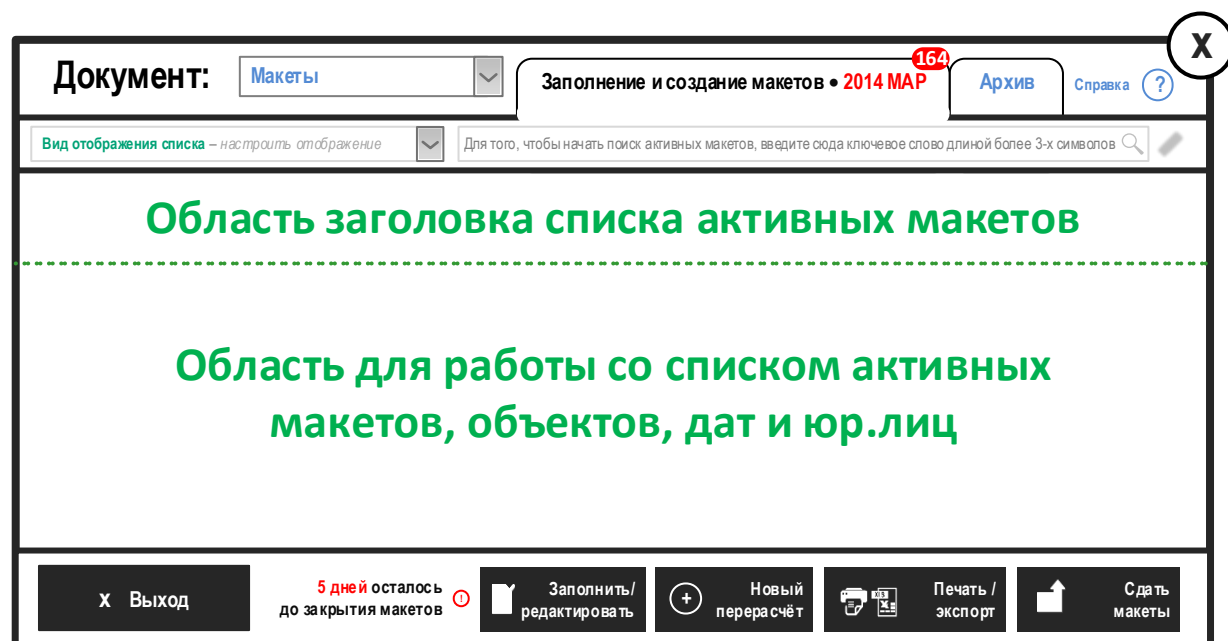 X
Документ:
Макеты
Заполнение и создание макетов • 2014 МАР
164
Архив
Справка ?
Вид отображения списка – настроить отображение
Для того, чтобы начать поиск активных макетов, введите сюда ключевое слово длиной более 3-х символов
Область заголовка списка активных макетов
Область для работы со списком активных
макетов, объектов, дат и юр.лиц
X Выход
5 дней осталось
до закрытия макетов
!
Заполнить/
редактировать
+
Новый
перерасчёт
XLS
Печать /
экспорт
Сдать
макеты